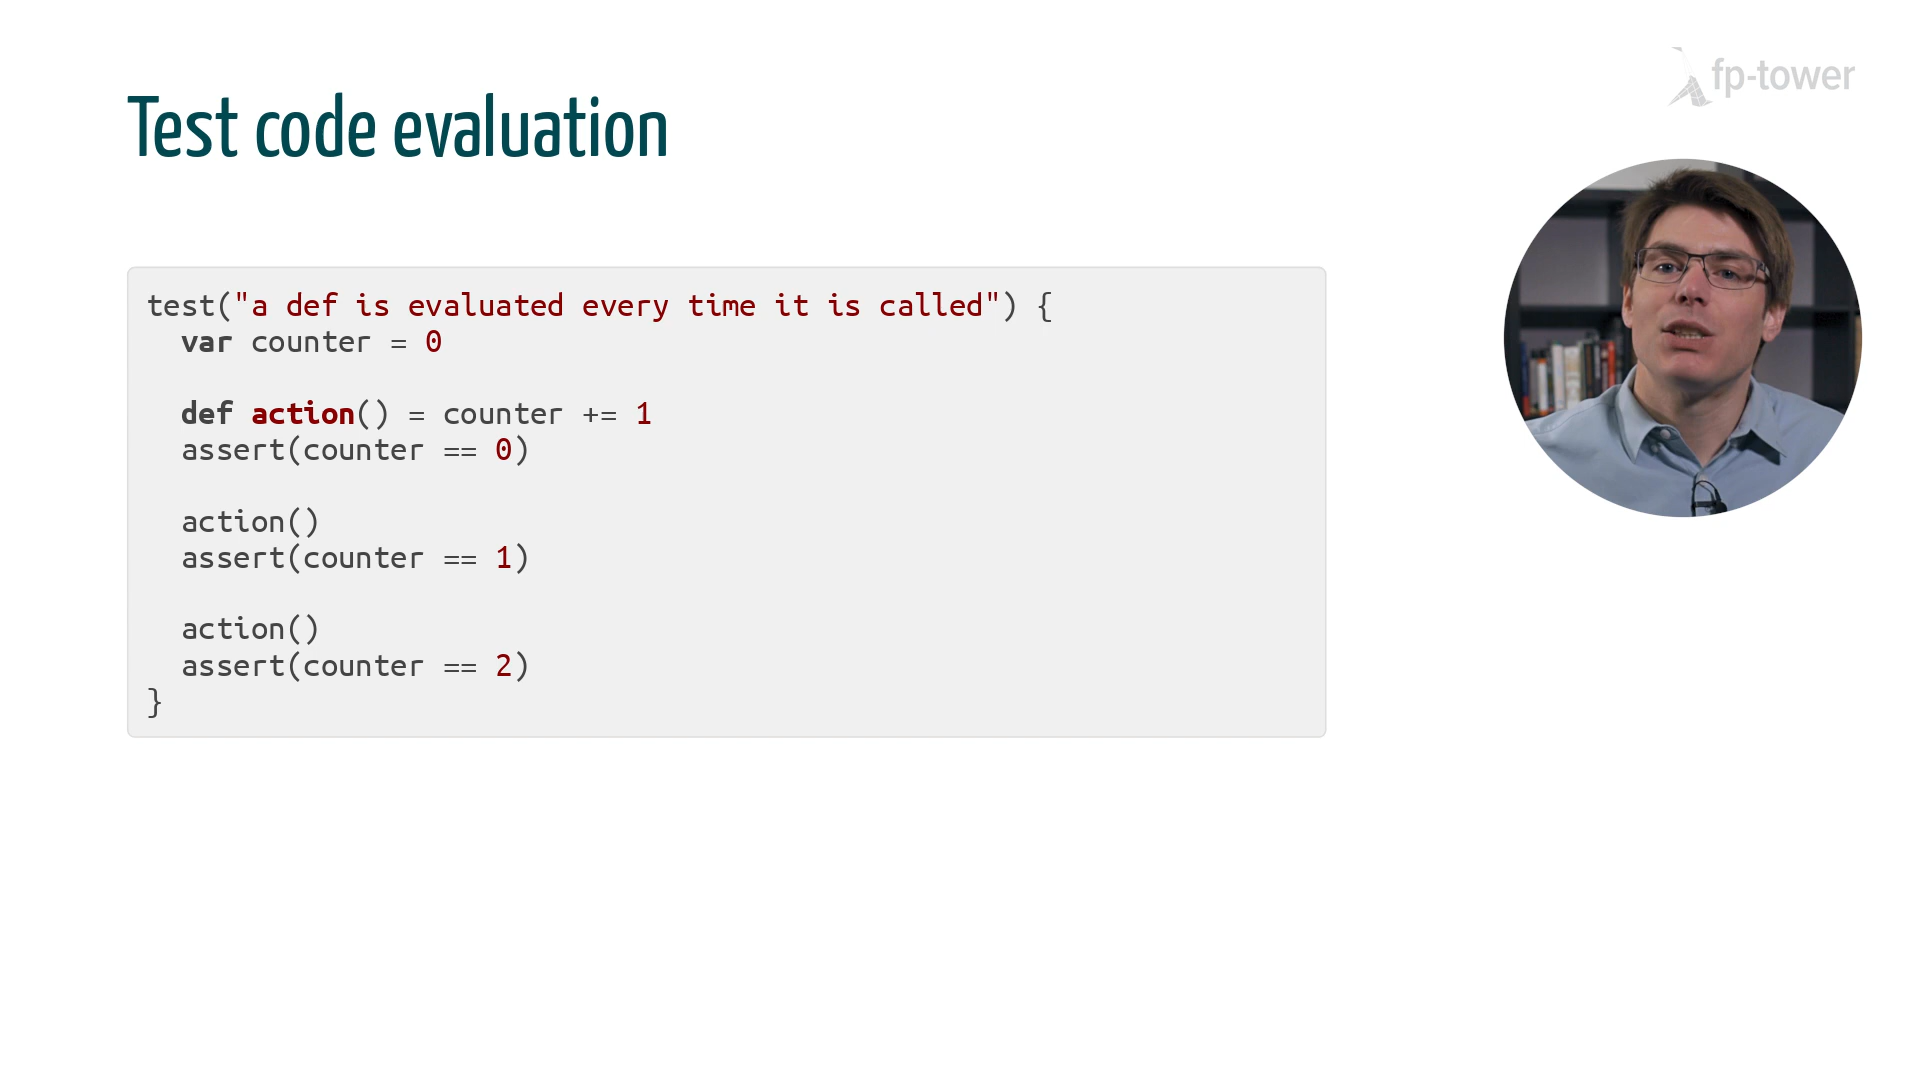 fp-tower
Test code evaluation
test("a def is evaluated every time it is called") {
  var counter = 0
  def action() = counter += 1
  assert(counter == 0)
  action()
  assert(counter == 1)
  action()
  assert(counter == 2)
}